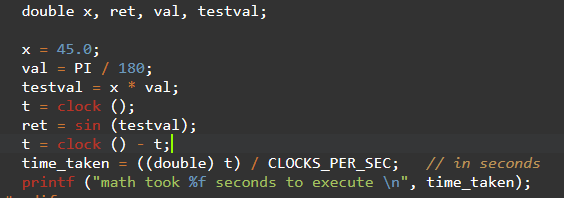 double x, ret, val, testval;
x = 45.0;
val = PI / 180;
testval = x * val;
t = clock ();
ret = sin (testval);
t = clock () - t;
time_taken = ((double) t) / CLOCKS_PER_SEC;   // in seconds
printf ("math took %f seconds to execute \n", time_taken);